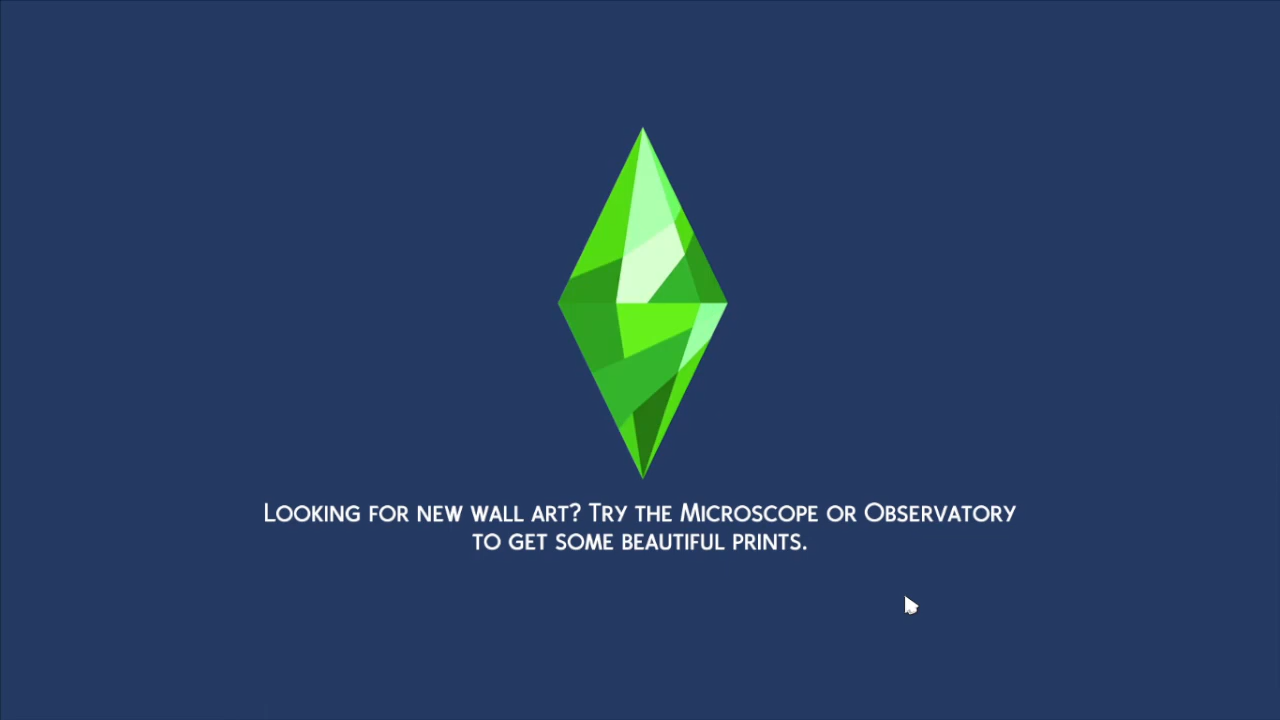 Looking for new wall art? Try the Microscope or Observatory
to get some beautiful prints.